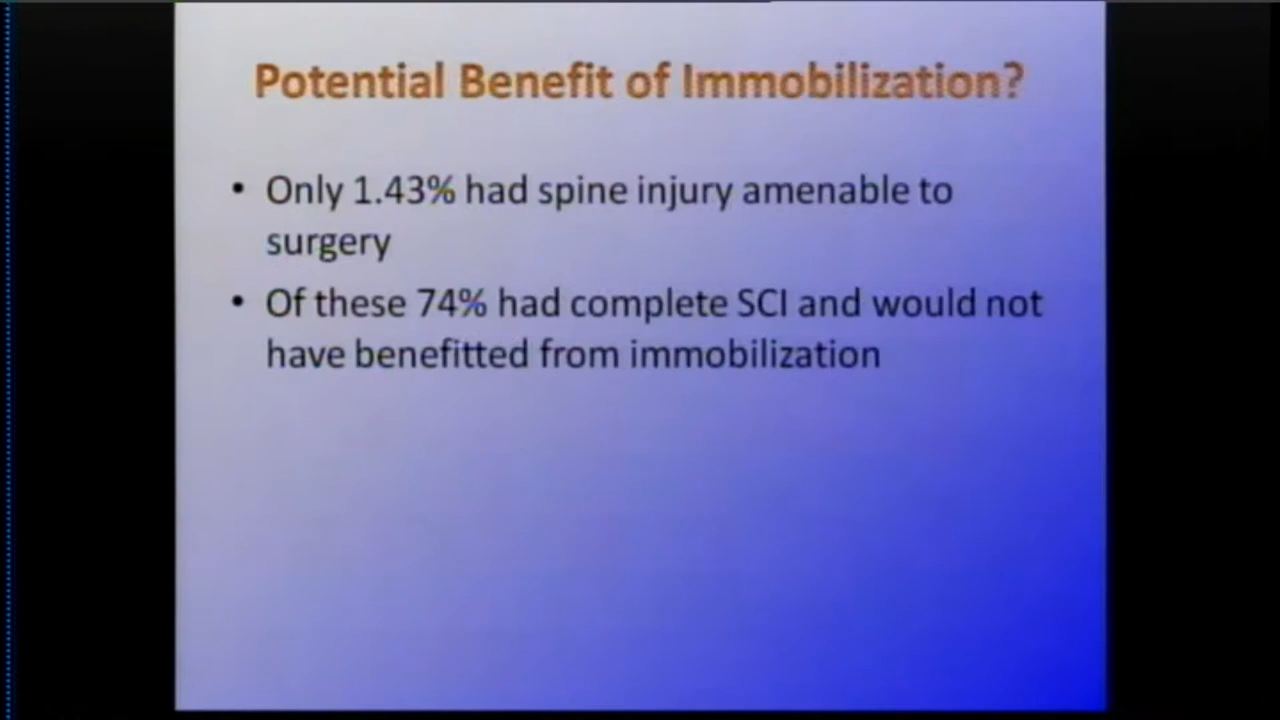 Potential Benefit of Immobilization?
• Only 1.43% had spine injury amenable to
surgery
• Of these 74% had complete SCI and would not
have benefitted from immobilization